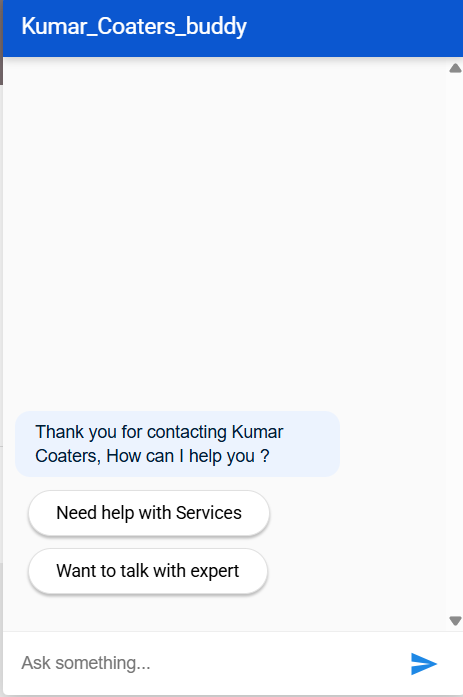 Kumar_Coaters_buddy
Thank you for contacting Kumar
Coaters, How can I help you ?
Need help with Services
Want to talk with expert
Ask something...